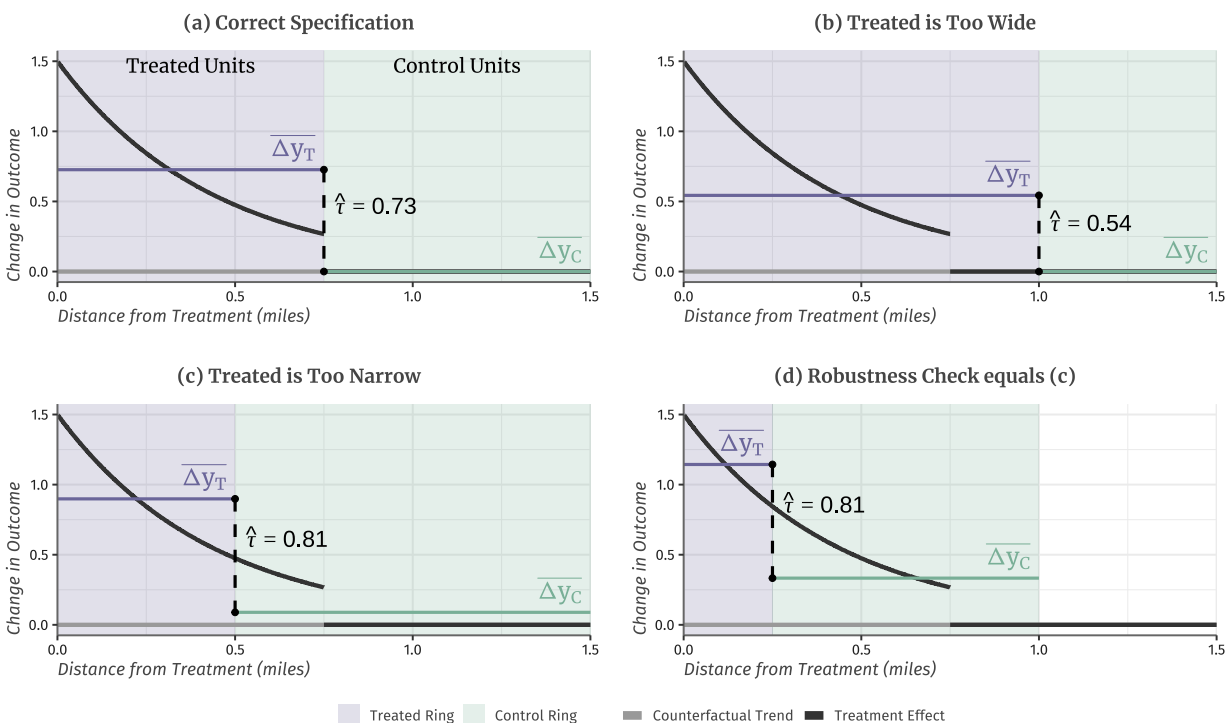 (a) Correct Specification
Change in Outcome
1.5
1.0
0.5
0.0
Treated Units
Control Units
Δy_T
τ̂ = 0.73
Δy_C
0.0
0.5
1.0
1.5
Distance from Treatment (miles)
(b) Treated is Too Wide
Change in Outcome
1.5
1.0
0.5
0.0
Δy_T
τ̂ = 0.54
Δy_C
0.0
0.5
1.0
1.5
Distance from Treatment (miles)
(c) Treated is Too Narrow
Change in Outcome
1.5
1.0
0.5
0.0
Δy_T
τ̂ = 0.81
Δy_C
0.0
0.5
1.0
1.5
Distance from Treatment (miles)
(d) Robustness Check equals (c)
Change in Outcome
1.5
1.0
0.5
0.0
Δy_T
τ̂ = 0.81
Δy_C
0.0
0.5
1.0
1.5
Distance from Treatment (miles)
Treated Ring
Control Ring
Counterfactual Trend
Treatment Effect